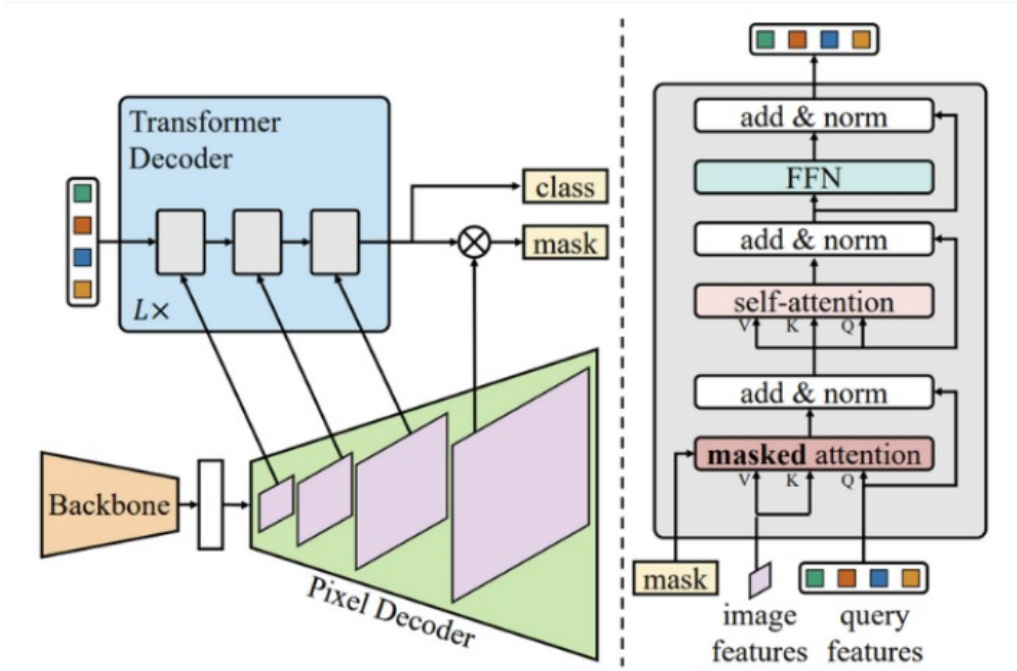 Transformer
Decoder
L×
class
mask
Backbone
Pixel Decoder
add & norm
FFN
add & norm
self-attention
V K Q
add & norm
masked attention
V K Q
mask
image
features
query
features